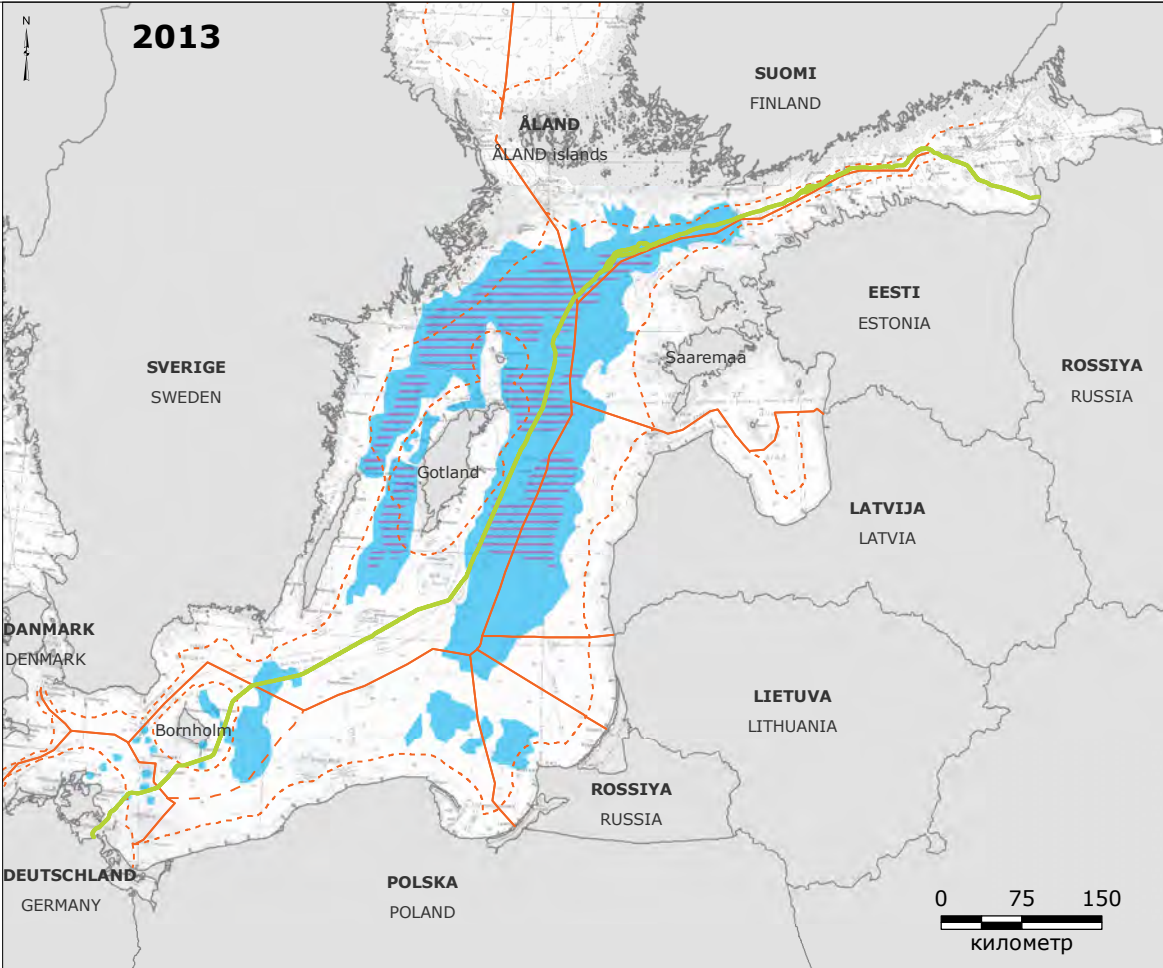 N
2013
SUOMI
FINLAND
ÅLAND
ÅLAND islands
EESTI
ESTONIA
SVERIGE
SWEDEN
Saaremaa
ROSSIYA
RUSSIA
Gotland
LATVIJA
LATVIA
DANMARK
DENMARK
LIETUVA
LITHUANIA
Bornholm
ROSSIYA
RUSSIA
DEUTSCHLAND
GERMANY
POLSKA
POLAND
0 75 150
километр